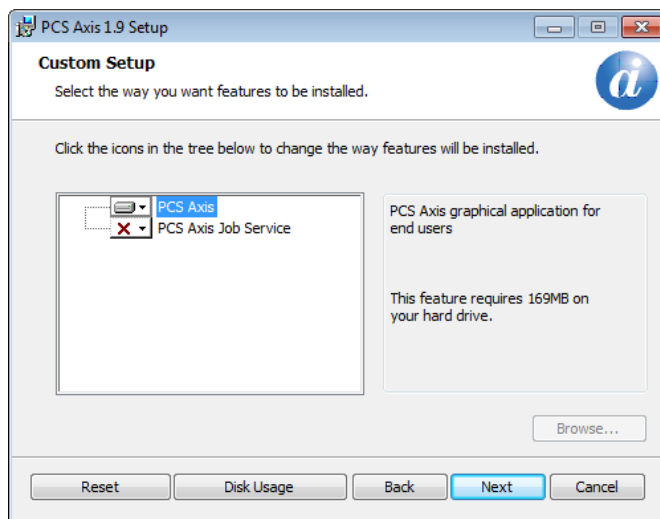 PCS Axis 1.9 Setup
Custom Setup
Select the way you want features to be installed.
a
Click the icons in the tree below to change the way features will be installed.
PCS Axis
PCS Axis Job Service
PCS Axis graphical application for
end users
This feature requires 169MB on
your hard drive.
Browse...
Reset
Disk Usage
Back
Next
Cancel